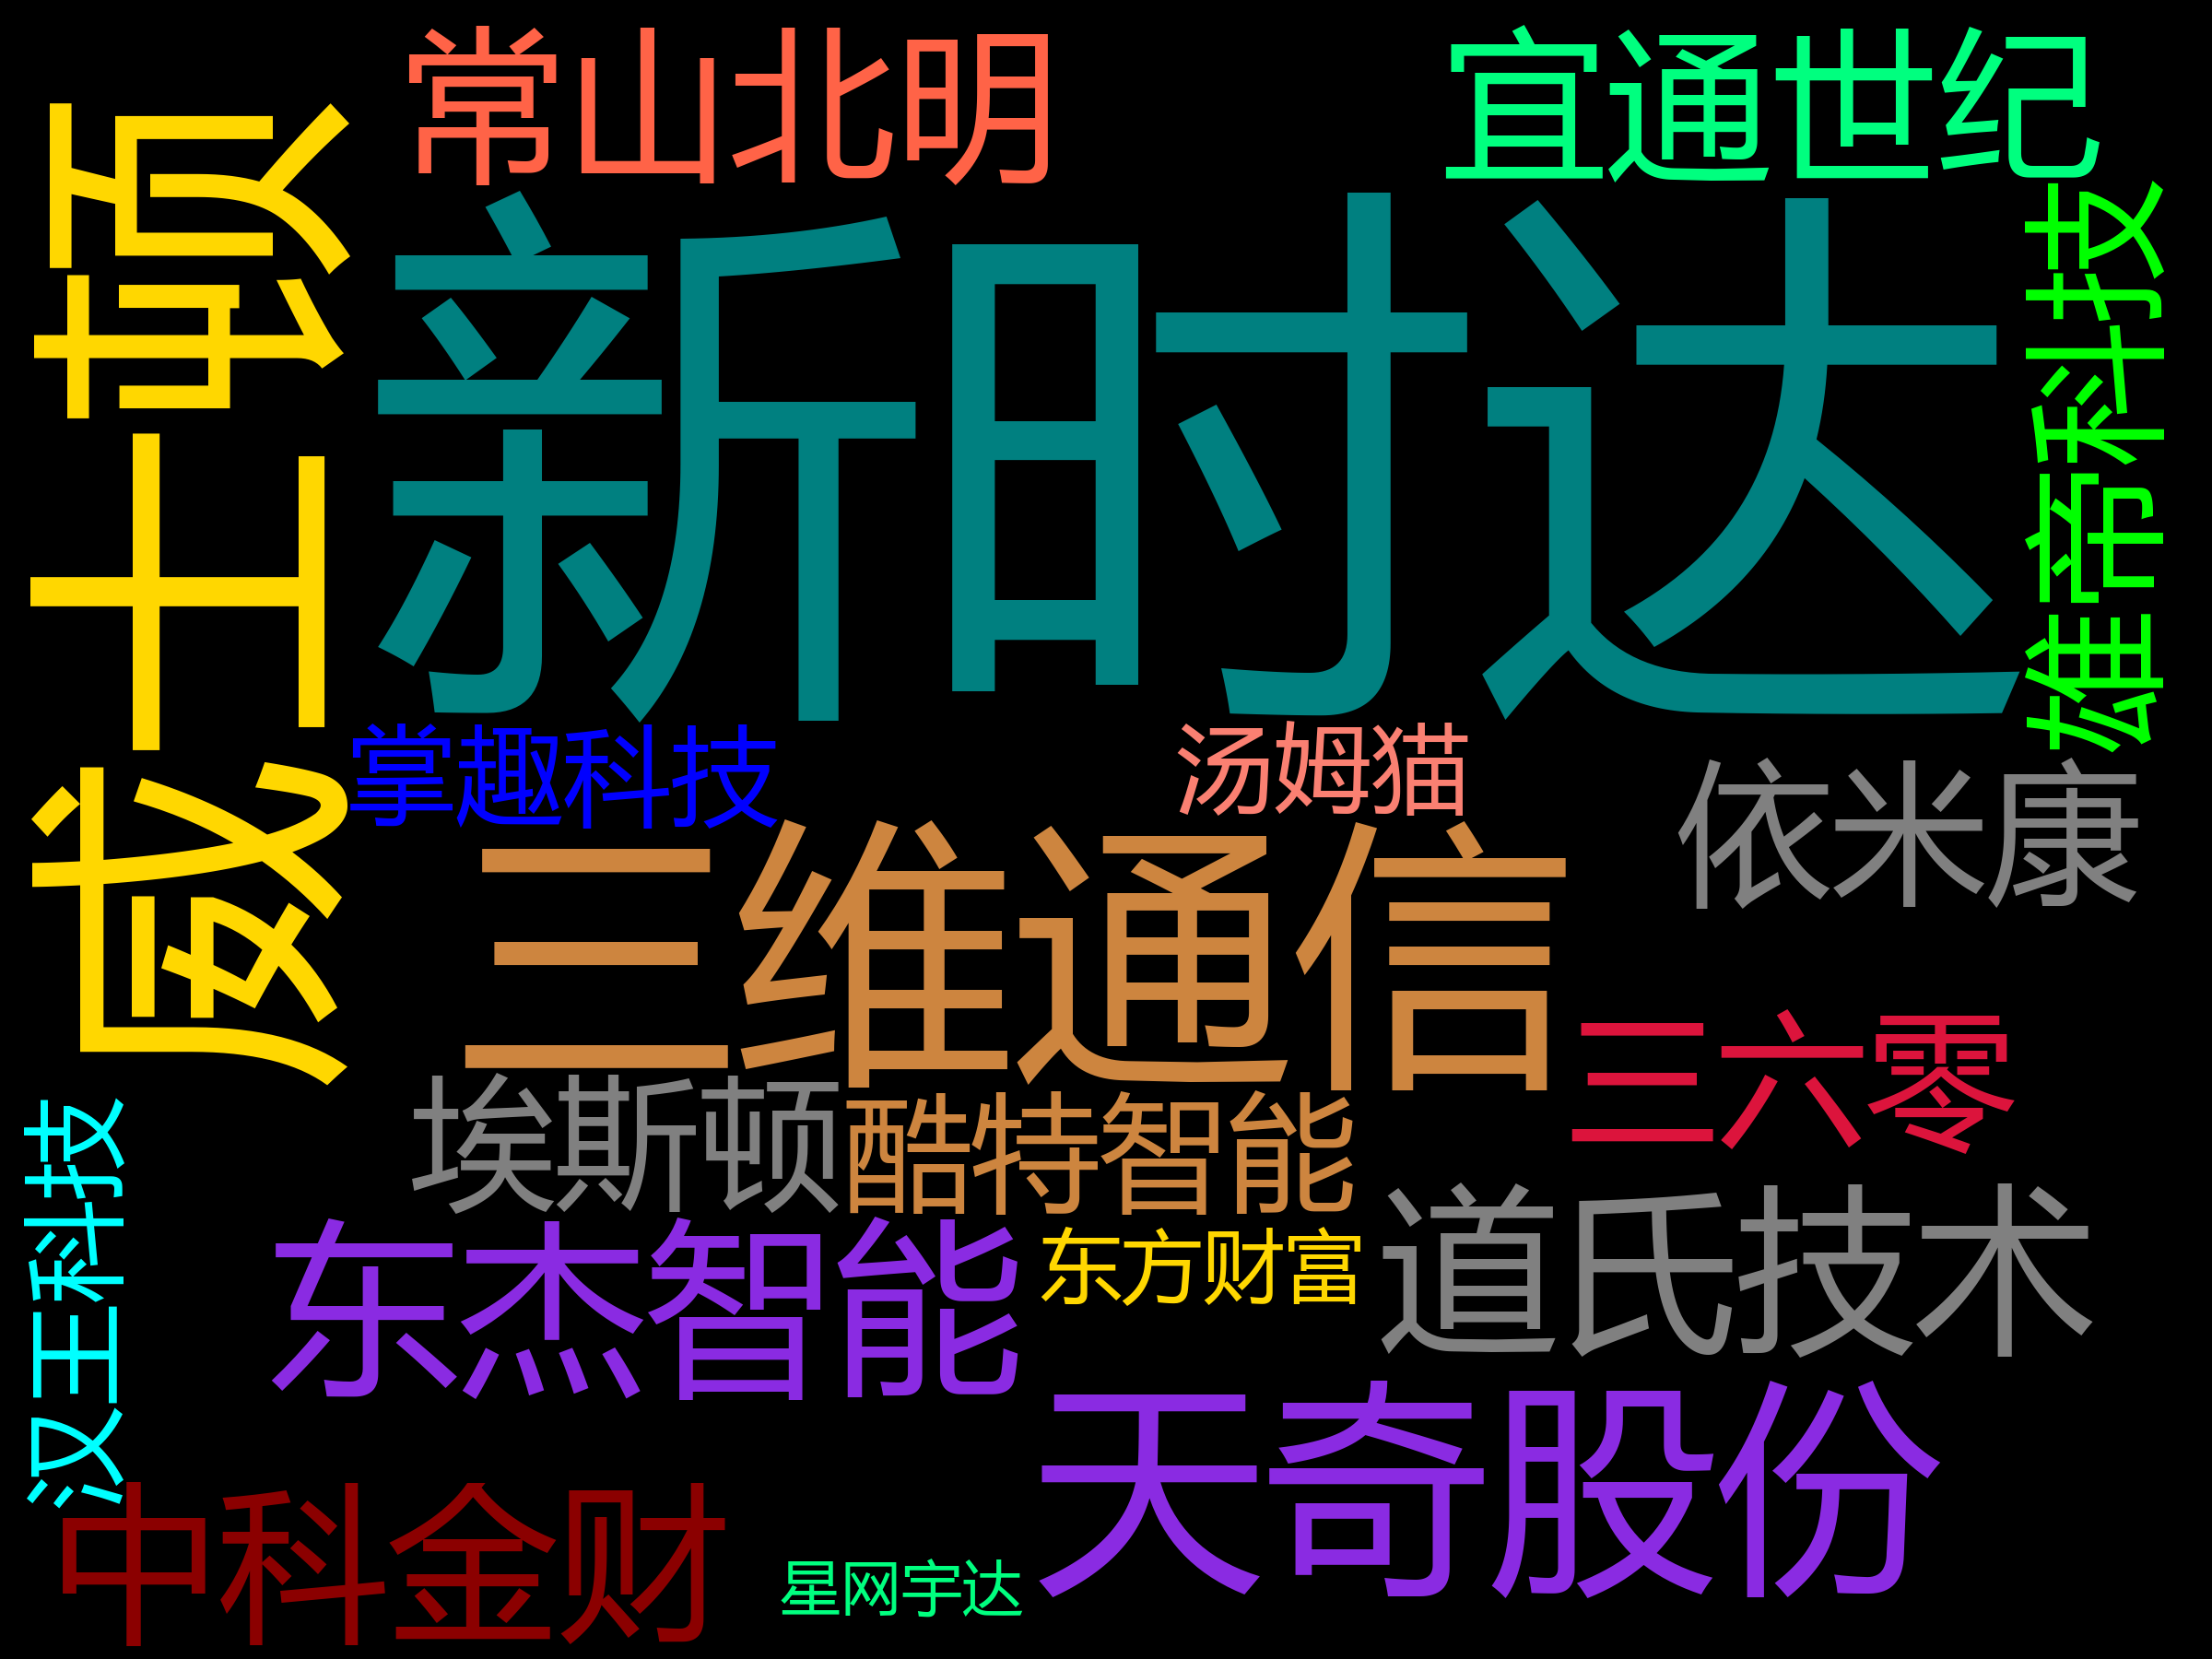 常山北明
宜通世纪
新时达
威士顿
雄帝科技
掌趣科技
汤姆猫
依米康
三维通信
三六零
埃斯顿
酷特智能
汉王科技
道氏技术
东杰智能
东方财富
天奇股份
中科金财
星网宇达